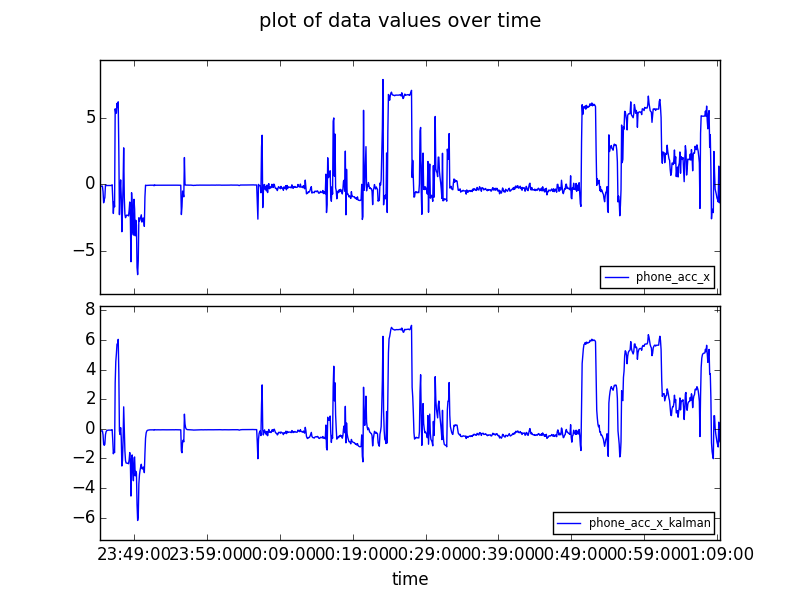 plot of data values over time
5
0
−5
phone_acc_x
8
6
4
2
0
−2
−4
−6
phone_acc_x_kalman
23:49:00 23:59:00 00:09:00 00:19:00 00:29:00 00:39:00 00:49:00 00:59:00 01:09:00
time